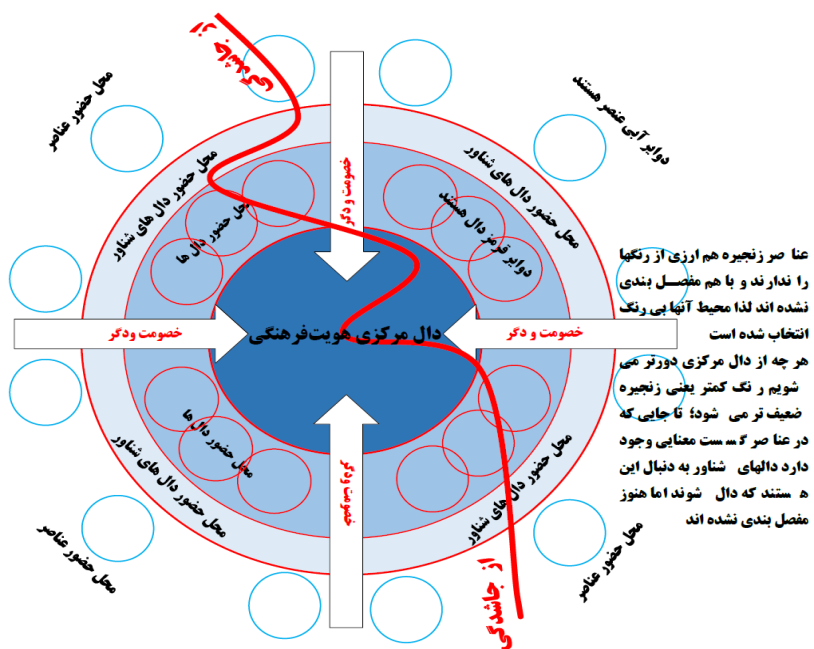 از جاشدگی
محل حضور عناصر
دوایر آبی عنصر هستند
محل حضور دال های شناور
خصومت و دگر
محل حضور دال های شناور
محل حضور دال ها
دوایر قرمز دال هستند
خصومت ودگر
دال مرکزی هویت‌فرهنگی
خصومت و دگر
عنا صر زنجیره هم ارزی از رنگها
را ندارند و با هم مفصل بندی
نشده اند لذا محیط آنها بی رنگ
انتخاب شده است
هر چه از دال مرکزی دورتر می
شویم ر نگ کمتر یعنی زنجیره
ضعیف تر می شود؛ تا جایی که
در عنا صر گسست معنایی وجود
دارد دالهای شناور به دنبال این
هستند که دال شوند اما هنوز
مفصل بندی نشده اند
محل حضور دال ها
خصومت ودگر
محل حضور دال های شناور
محل حضور دال های شناور
محل حضور عناصر
از جاشدگی
محل حضور عناصر